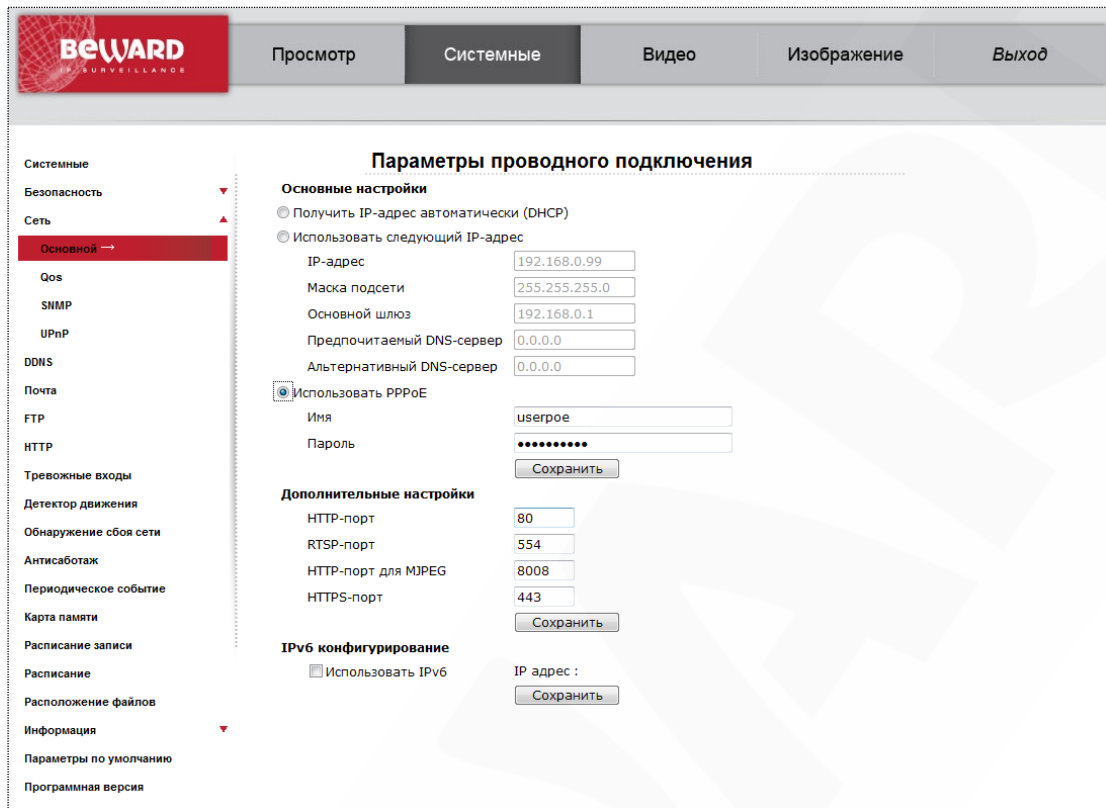 BEWARD
IP SURVEILLANCE
Просмотр
Системные
Видео
Изображение
Выход
Системные
Безопасность
Сеть
Основной →
Qos
SNMP
UPnP
DDNS
Почта
FTP
HTTP
Тревожные входы
Детектор движения
Обнаружение сбоя сети
Антисаботаж
Периодическое событие
Карта памяти
Расписание записи
Расписание
Расположение файлов
Информация
Параметры по умолчанию
Программная версия
Параметры проводного подключения
Основные настройки
Получить IP-адрес автоматически (DHCP)
Использовать следующий IP-адрес
IP-адрес 192.168.0.99
Маска подсети 255.255.255.0
Основной шлюз 192.168.0.1
Предпочитаемый DNS-сервер 0.0.0.0
Альтернативный DNS-сервер 0.0.0.0
Использовать PPPoE
Имя userpoe
Пароль ••••••••••
Сохранить
Дополнительные настройки
HTTP-порт 80
RTSP-порт 554
HTTP-порт для MJPEG 8008
HTTPS-порт 443
Сохранить
IPv6 конфигурирование
Использовать IPv6 IP адрес :
Сохранить